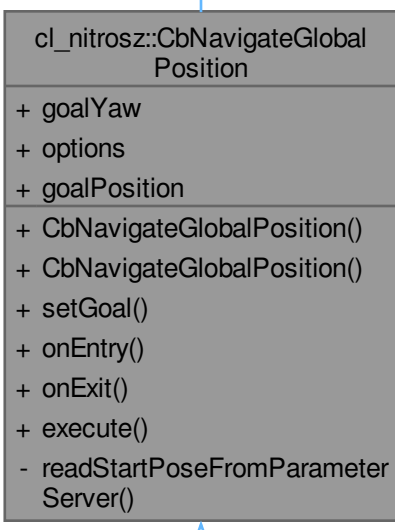 cl_nitrosz::CbNavigateGlobal
Position
+ goalYaw
+ options
+ goalPosition
+ CbNavigateGlobalPosition()
+ CbNavigateGlobalPosition()
+ setGoal()
+ onEntry()
+ onExit()
+ execute()
- readStartPoseFromParameter
Server()